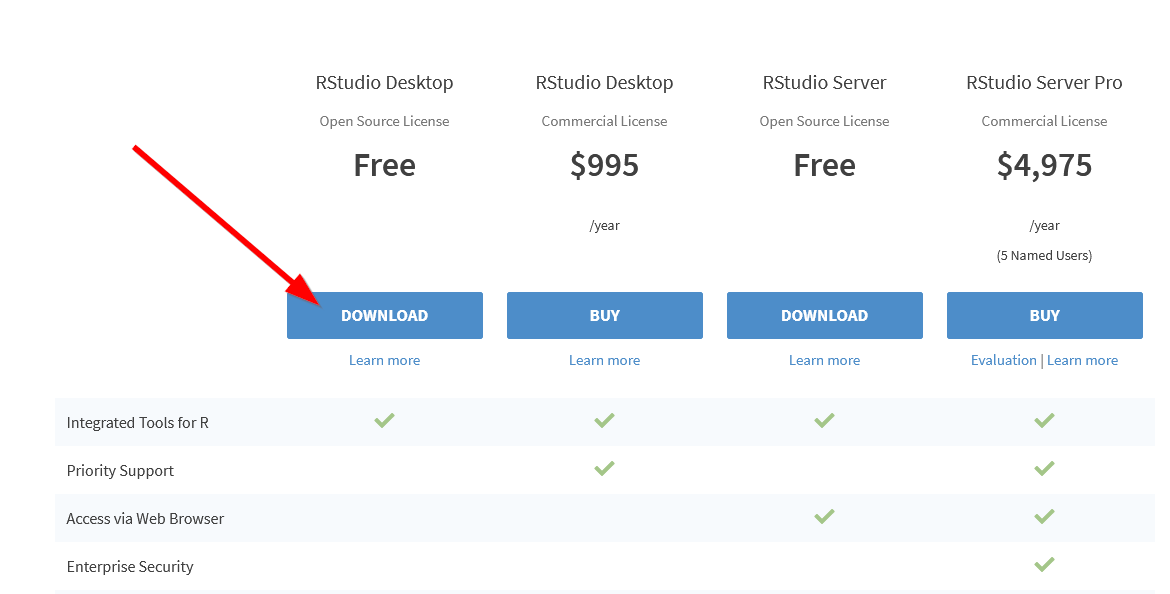 RStudio Desktop RStudio Desktop RStudio Server RStudio Server Pro
Open Source License Commercial License Open Source License Commercial License
Free $995 Free $4,975
/year /year
(5 Named Users)
DOWNLOAD BUY DOWNLOAD BUY
Learn more Learn more Learn more Evaluation | Learn more
Integrated Tools for R
Priority Support
Access via Web Browser
Enterprise Security